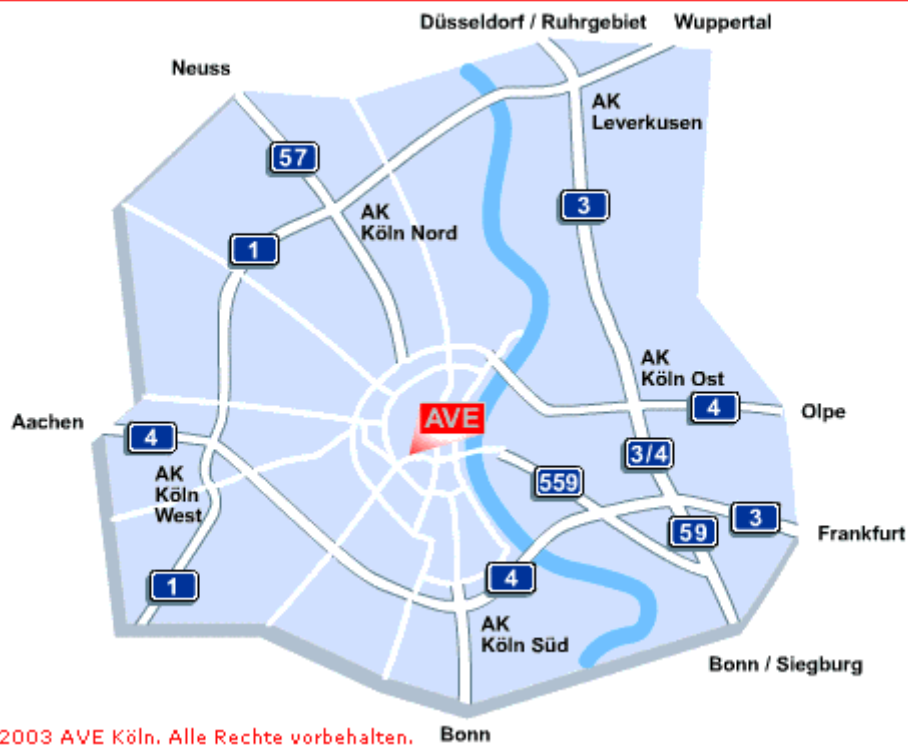 Düsseldorf / Ruhrgebiet Wuppertal
Neuss
AK
Leverkusen
57
3
AK
Köln Nord
1
AK
Köln Ost
AVE
4
Olpe
Aachen
4
3/4
AK
Köln
West
559
3
Frankfurt
59
4
1
AK
Köln Süd
Bonn / Siegburg
2003 AVE Köln. Alle Rechte vorbehalten.
Bonn